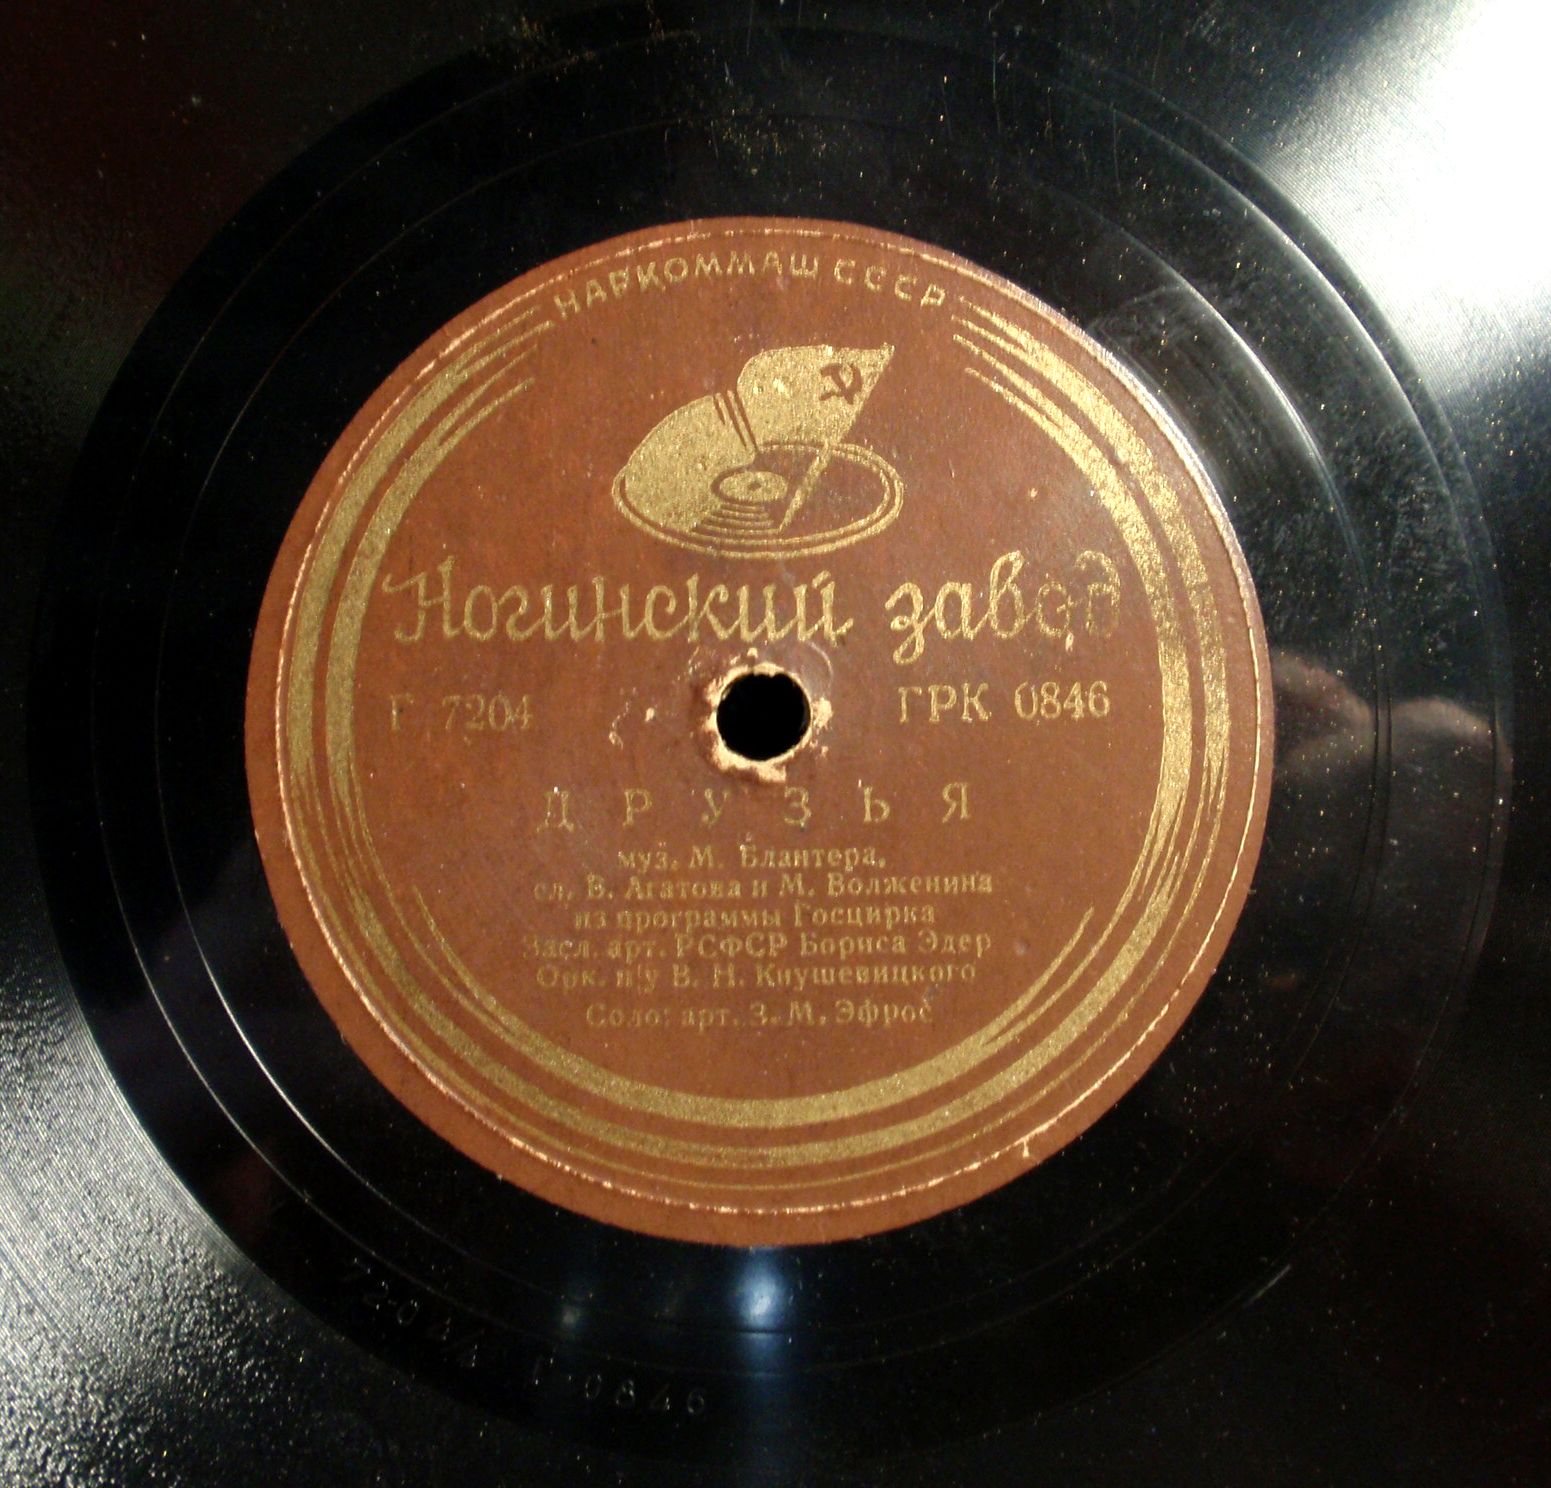 НАРКОММАШ СССР
Ногинский завод
Г 7204
ГРК 0846
ДРУЗЬЯ
муз. М. Блантера,
сл. В. Агатова и М. Волженина
из программы Госцирка
Засл. арт. РСФСР Бориса Эдер
Орк. п/у В. Н. Кнушевицкого
Соло: арт. З. М. Эфрос
0846